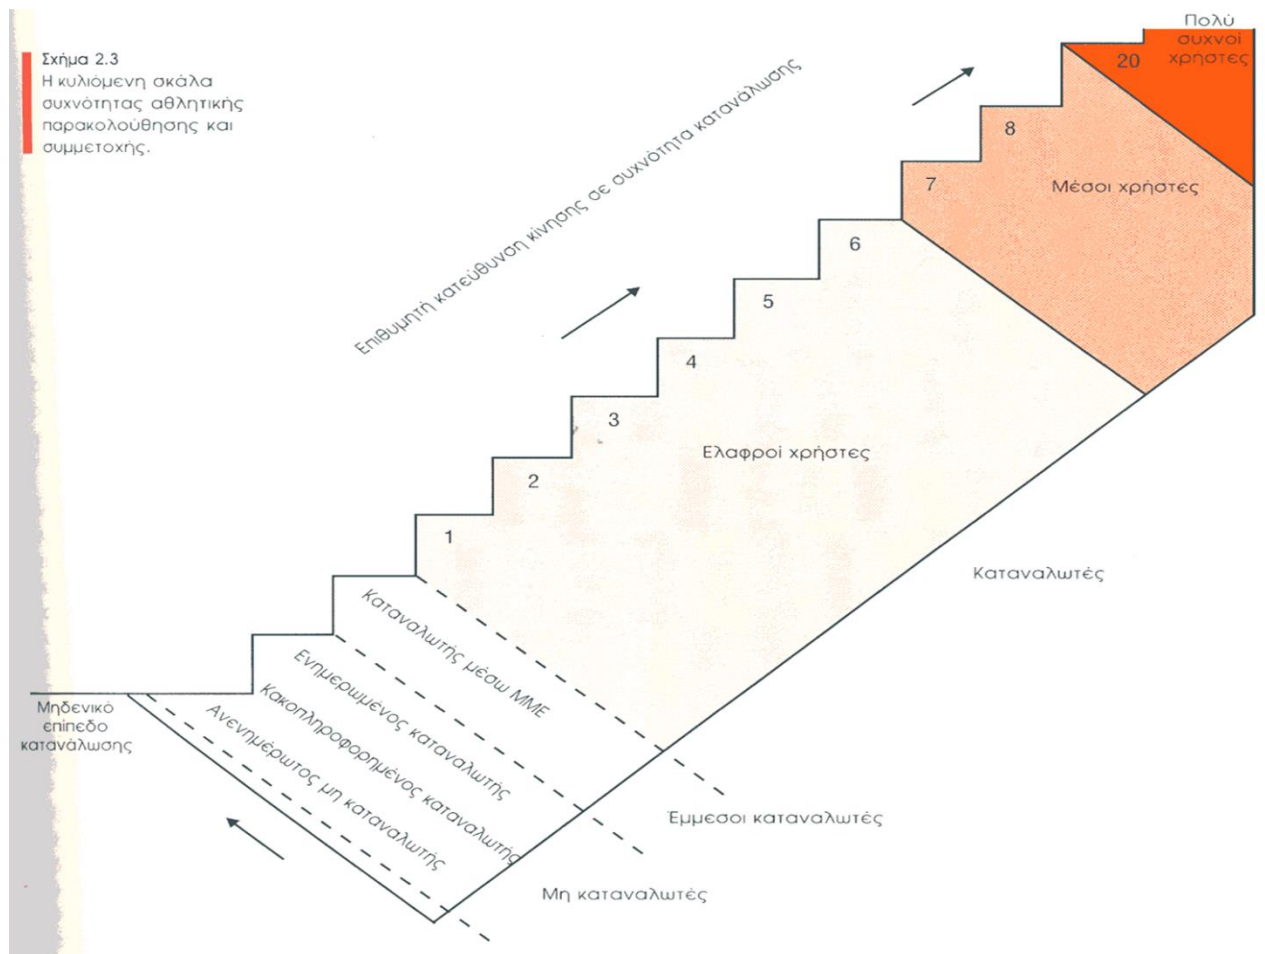 Σχήμα 2.3
Η κυλιόμενη σκάλα
συχνότητας αθλητικής
παρακολούθησης και
συμμετοχής.
Επιθυμητή κατεύθυνση κίνησης σε συχνότητα κατανάλωσης
Πολύ
συχνοί
χρήστες
20
8
Μέσοι χρήστες
7
6
5
4
3
Ελαφροί χρήστες
2
1
Καταναλωτές
Καταναλωτής μέσω ΜΜΕ
Ενημερωμένος καταναλωτής
Κακοπληροφορημένος καταναλωτής
Ανενημέρωτος μη καταναλωτής
Μηδενικό
επίπεδο
κατανάλωσης
Έμμεσοι καταναλωτές
Μη καταναλωτές